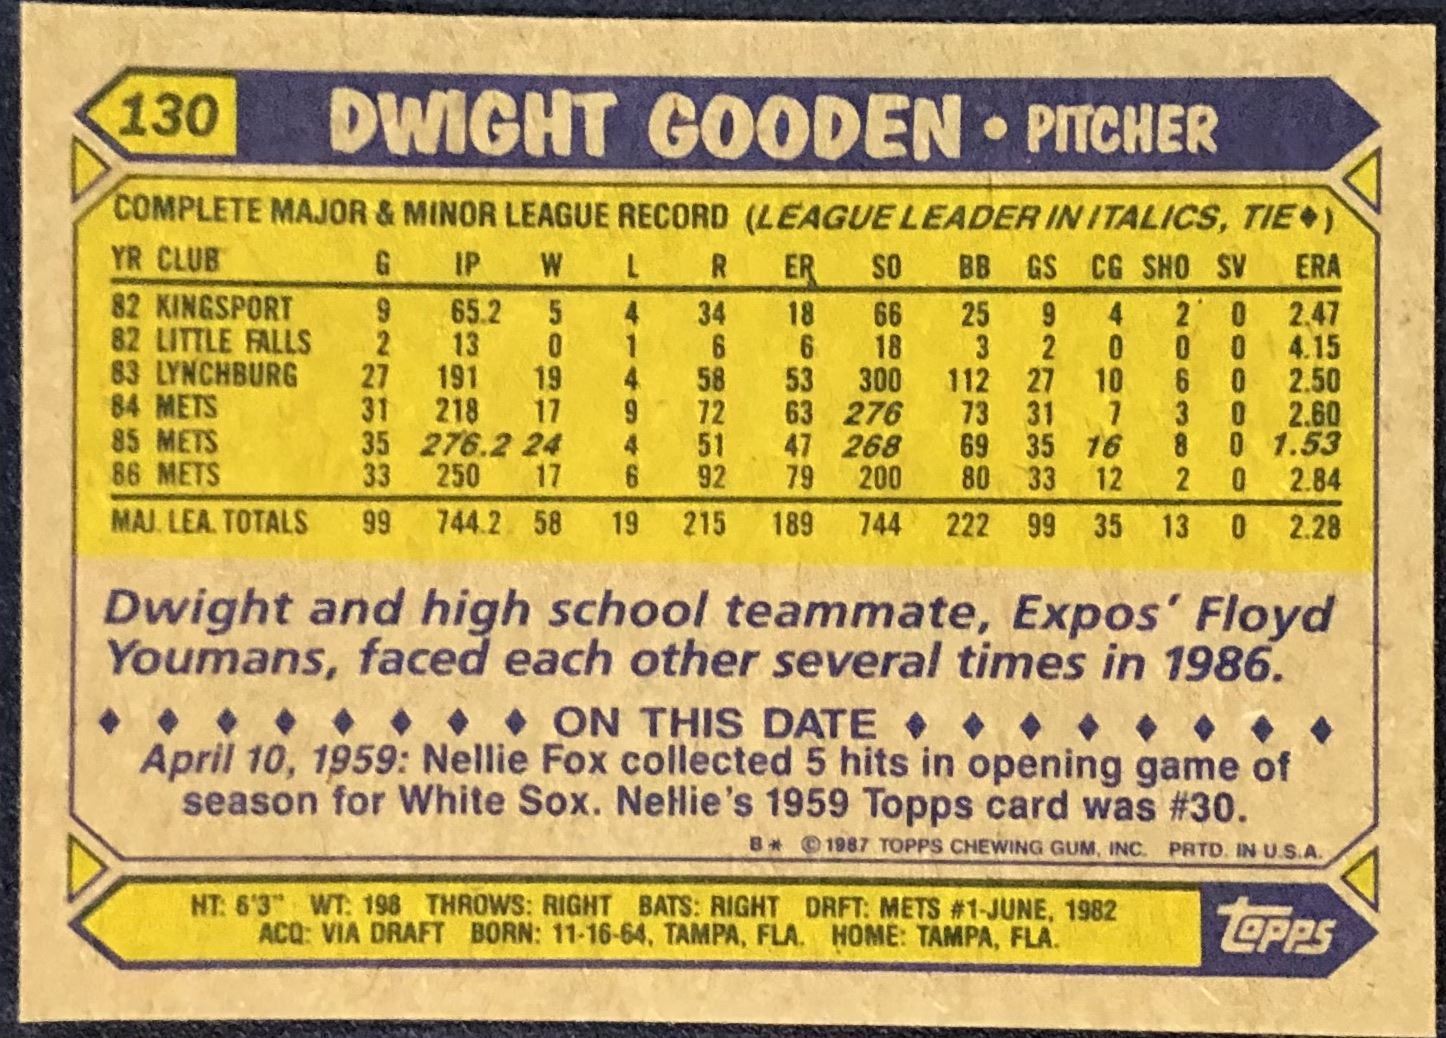 130 DWIGHT GOODEN • PITCHER
COMPLETE MAJOR & MINOR LEAGUE RECORD (LEAGUE LEADER IN ITALICS, TIE♦)
YR CLUB G IP W L R ER SO BB GS CG SHO SV ERA
82 KINGSPORT 9 65.2 5 4 34 18 66 25 9 4 2 0 2.47
82 LITTLE FALLS 2 13 0 1 6 6 18 3 2 0 0 0 4.15
83 LYNCHBURG 27 191 19 4 58 53 300 112 27 10 6 0 2.50
84 METS 31 218 17 9 72 63 276 73 31 7 3 0 2.60
85 METS 35 276.2 24 4 51 47 268 69 35 16 8 0 1.53
86 METS 33 250 17 6 92 79 200 80 33 12 2 0 2.84
MAJ. LEA. TOTALS 99 744.2 58 19 215 189 744 222 99 35 13 0 2.28
Dwight and high school teammate, Expos' Floyd
Youmans, faced each other several times in 1986.
♦ ♦ ♦ ♦ ♦ ♦ ♦ ♦ ON THIS DATE ♦ ♦ ♦ ♦ ♦ ♦ ♦ ♦
April 10, 1959: Nellie Fox collected 5 hits in opening game of
season for White Sox. Nellie's 1959 Topps card was #30.
B* ©1987 TOPPS CHEWING GUM, INC. PRTD. IN U.S.A.
HT: 6'3" WT: 198 THROWS: RIGHT BATS: RIGHT DRFT: METS #1-JUNE, 1982
ACQ: VIA DRAFT BORN: 11-16-64, TAMPA, FLA. HOME: TAMPA, FLA.
topps